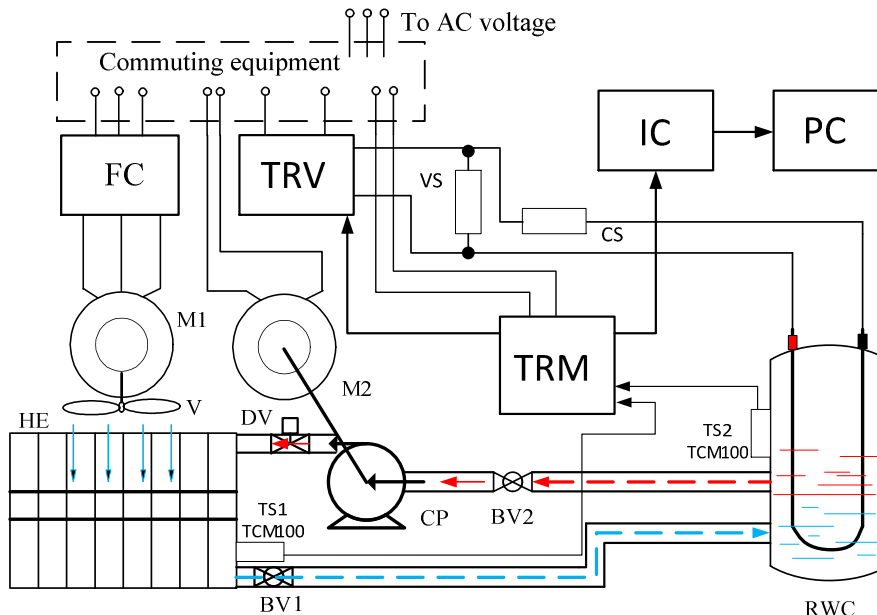 To AC voltage
Commuting equipment
IC
PC
FC
TRV
VS
CS
M1
TRM
M2
HE
V
DV
TS2
TCM100
TS1
TCM100
CP
BV2
BV1
RWC